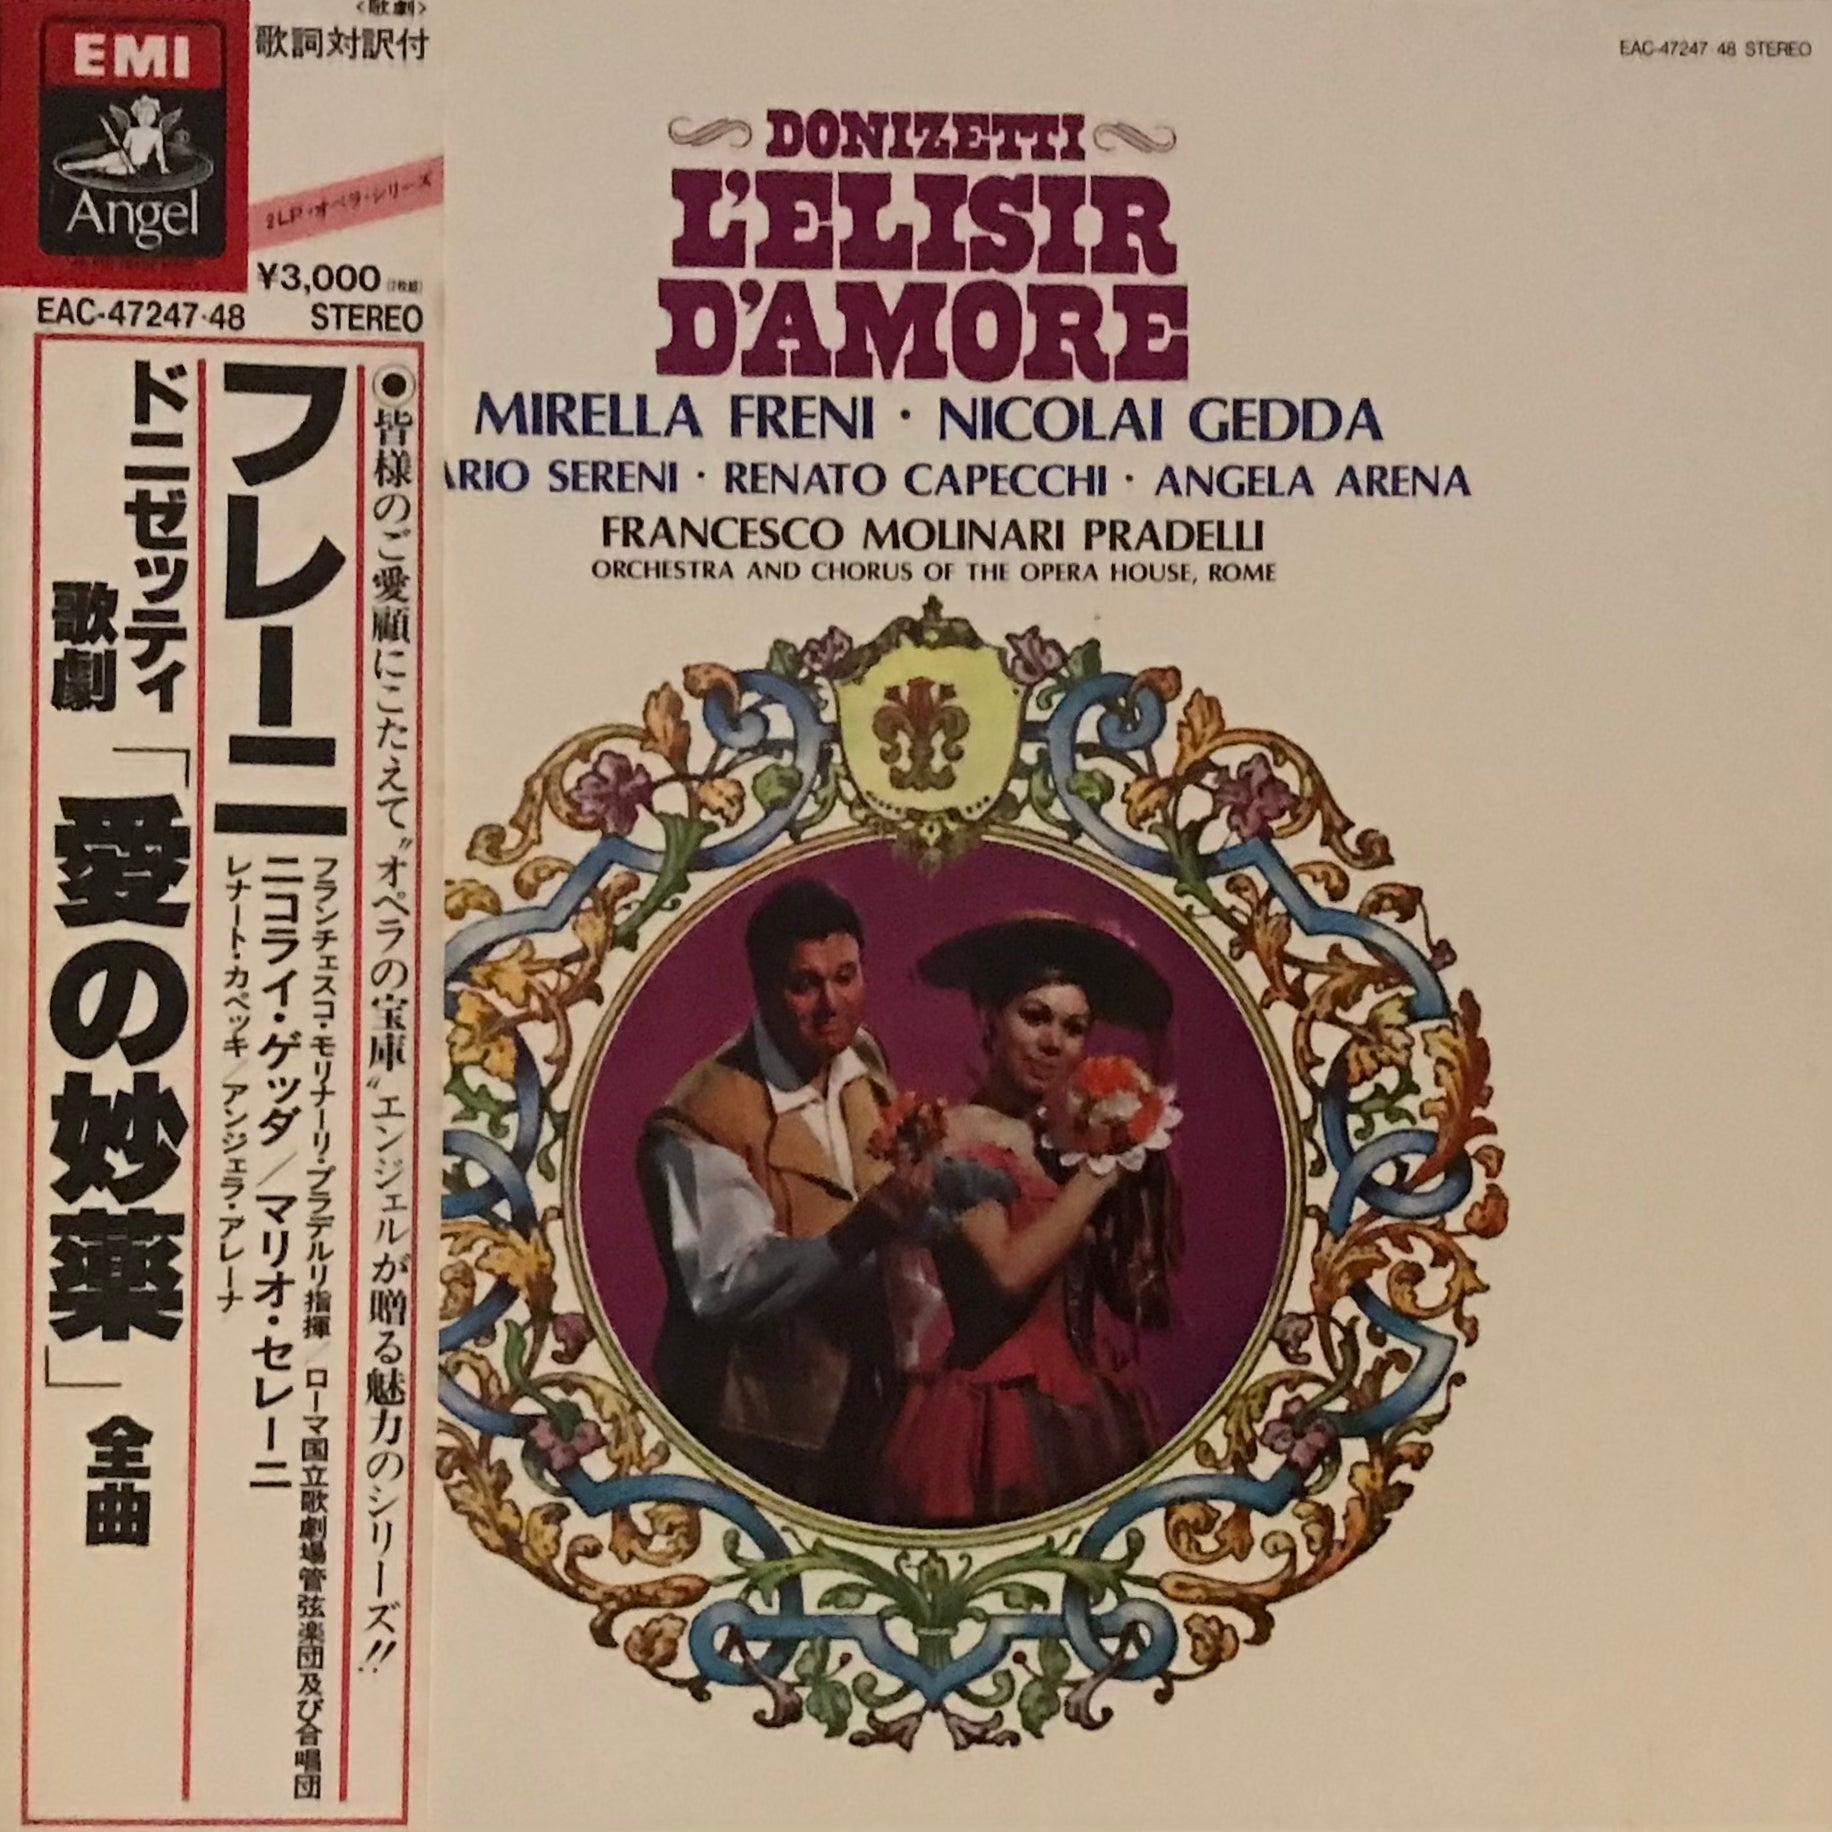 〈歌劇〉
歌詞対訳付
EMI
Angel
2LP・オペラ・シリーズ
¥3,000(2枚組)
EAC-47247·48 STEREO
◉皆様のご愛顧にこたえて〝オペラの宝庫〟エンジェルが贈る魅力のシリーズ!!
フレーニ
フランチェスコ・モリナーリ・プラデルリ指揮/ローマ国立歌劇場管弦楽団及び合唱団
ニコライ・ゲッダ/マリオ・セレーニ
レナート・カペッキ/アンジェラ・アレーナ
ドニゼッティ
歌劇
「愛の妙薬」全曲
EAC-47247 48 STEREO
DONIZETTI
L'ELISIR
D'AMORE
MIRELLA FRENI · NICOLAI GEDDA
ARIO SERENI · RENATO CAPECCHI · ANGELA ARENA
FRANCESCO MOLINARI PRADELLI
ORCHESTRA AND CHORUS OF THE OPERA HOUSE, ROME